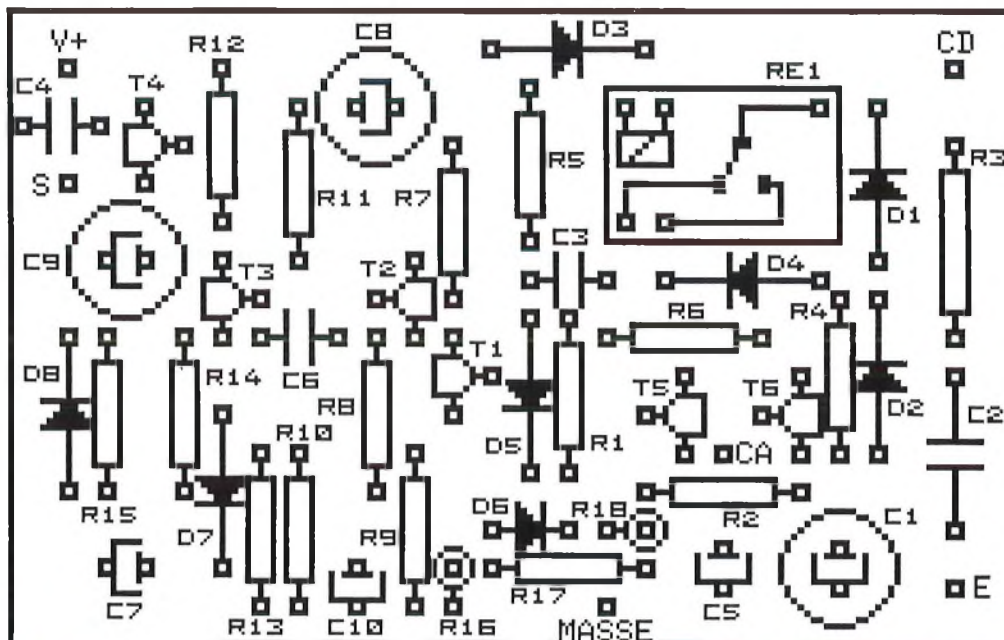 V+
R12
C8
D3
CD
C4
T4
RE1
S
R11
R7
R5
D1
R3
C9
T3
T2
C3
D4
R6
R4
D8
R14
C6
T1
T5
T6
R8
D5
R1
D2
C2
R10
CA
R15
D7
R9
D6
R18
R2
C1
C7
R13
C10
R16
R17
MASSE
C5
E